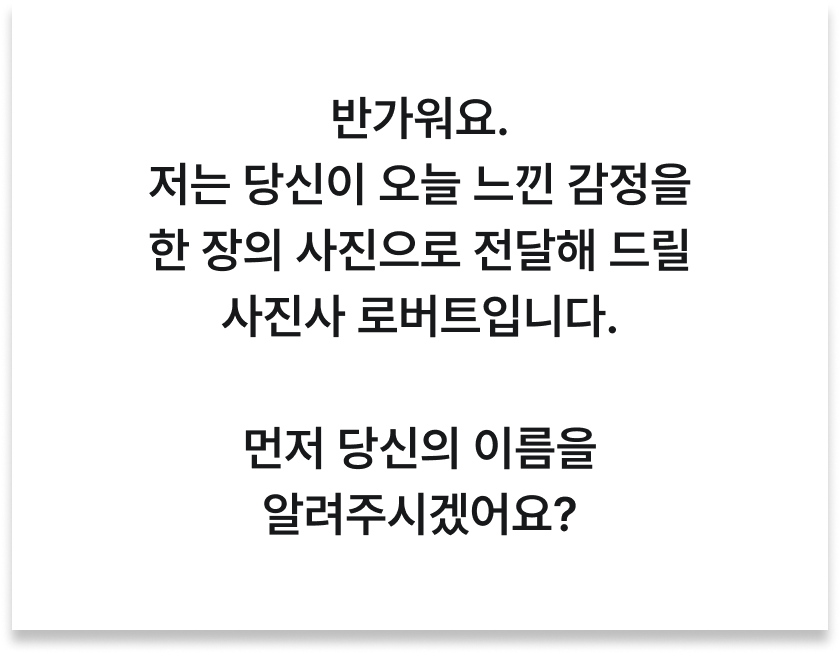 반가워요.
저는 당신이 오늘 느낀 감정을
한 장의 사진으로 전달해 드릴
사진사 로버트입니다.
먼저 당신의 이름을
알려주시겠어요?